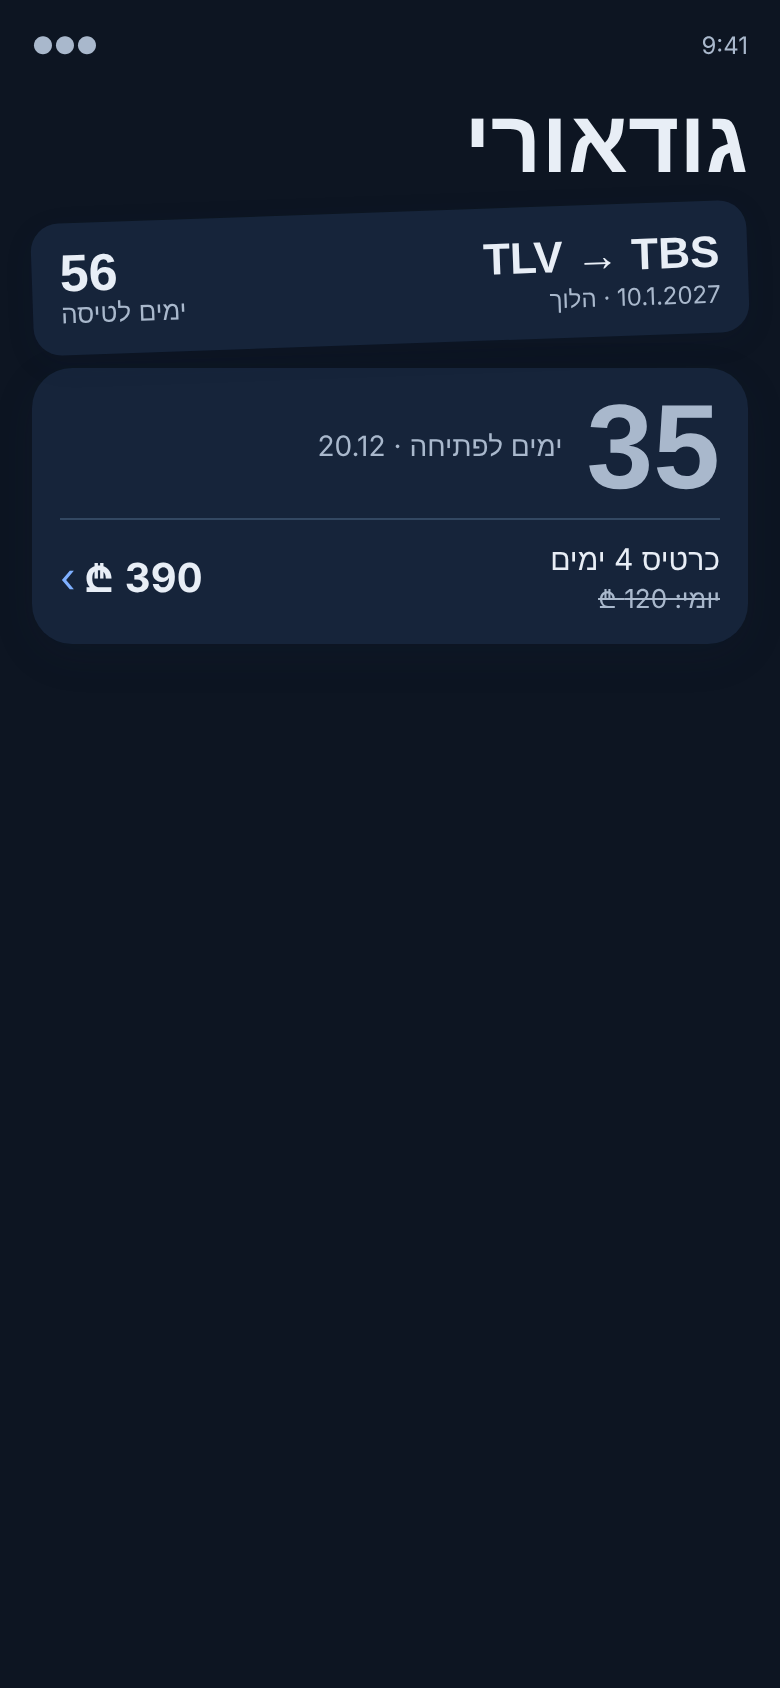 9:41
גודאורי
TLV → TBS
10.1.2027 · הלוך
56
ימים לטיסה
35
ימים לפתיחה · 20.12
כרטיס 4 ימים
יומי: 120 ₾
390 ₾ ‹